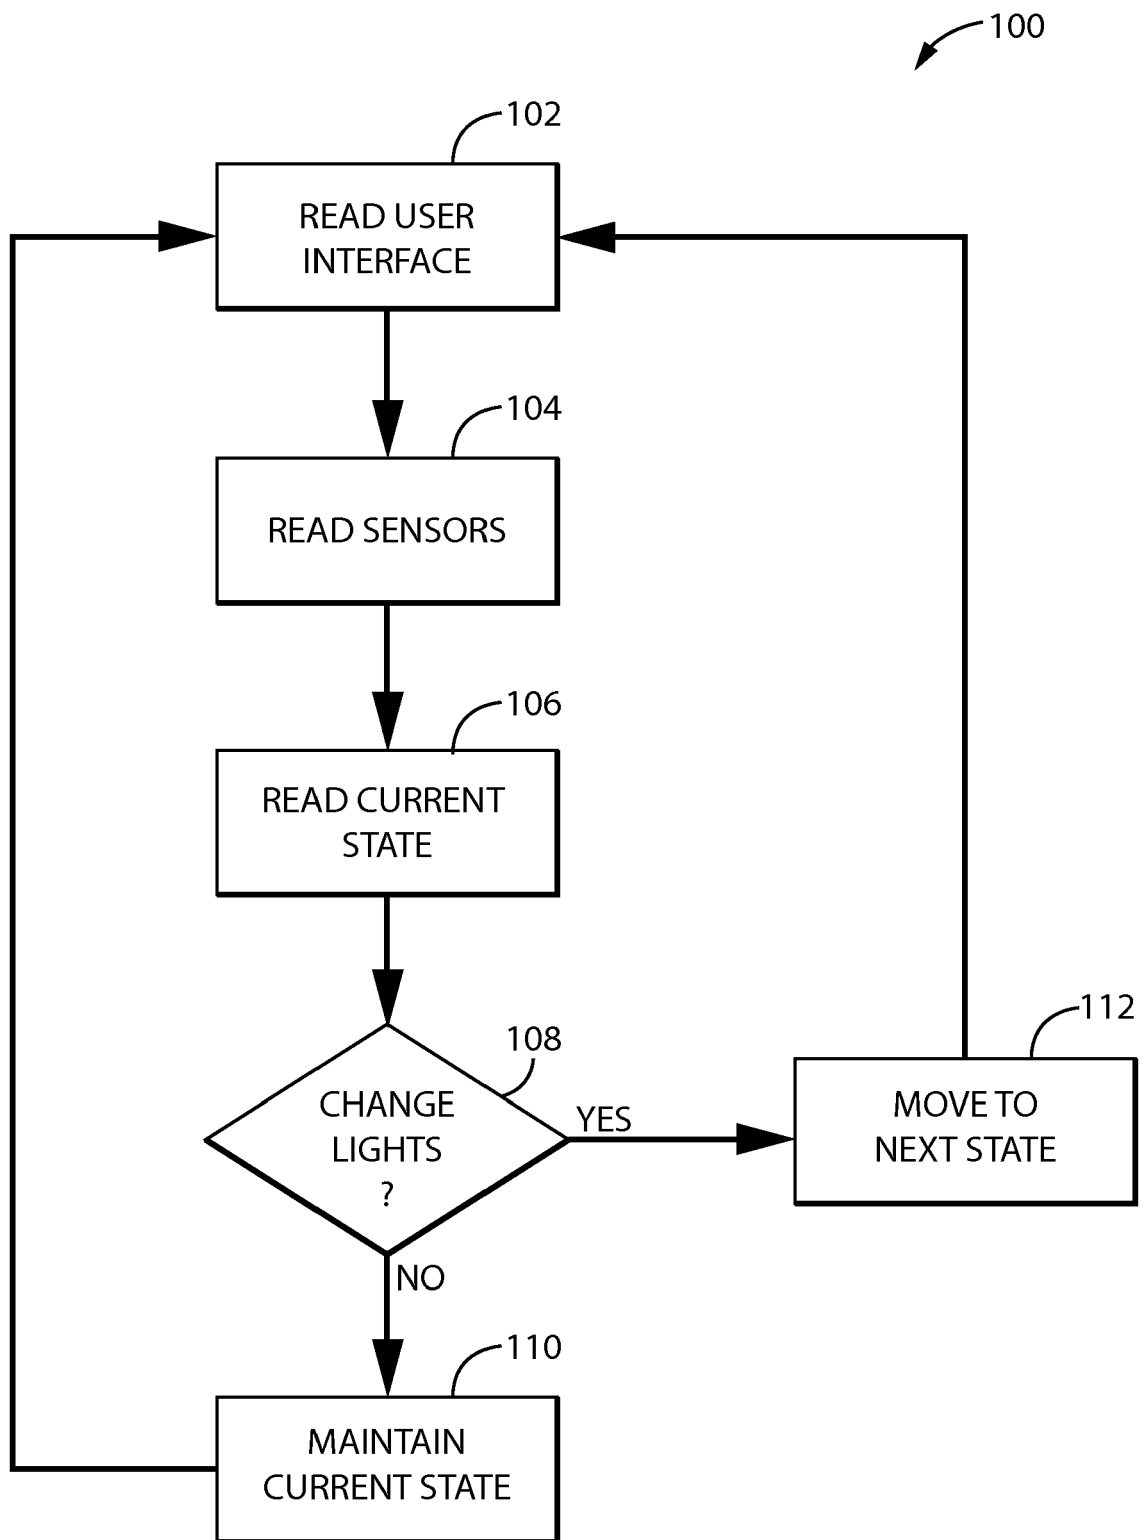 100
102
READ USER
INTERFACE
104
READ SENSORS
106
READ CURRENT
STATE
108
CHANGE
LIGHTS
?
YES
112
MOVE TO
NEXT STATE
NO
110
MAINTAIN
CURRENT STATE